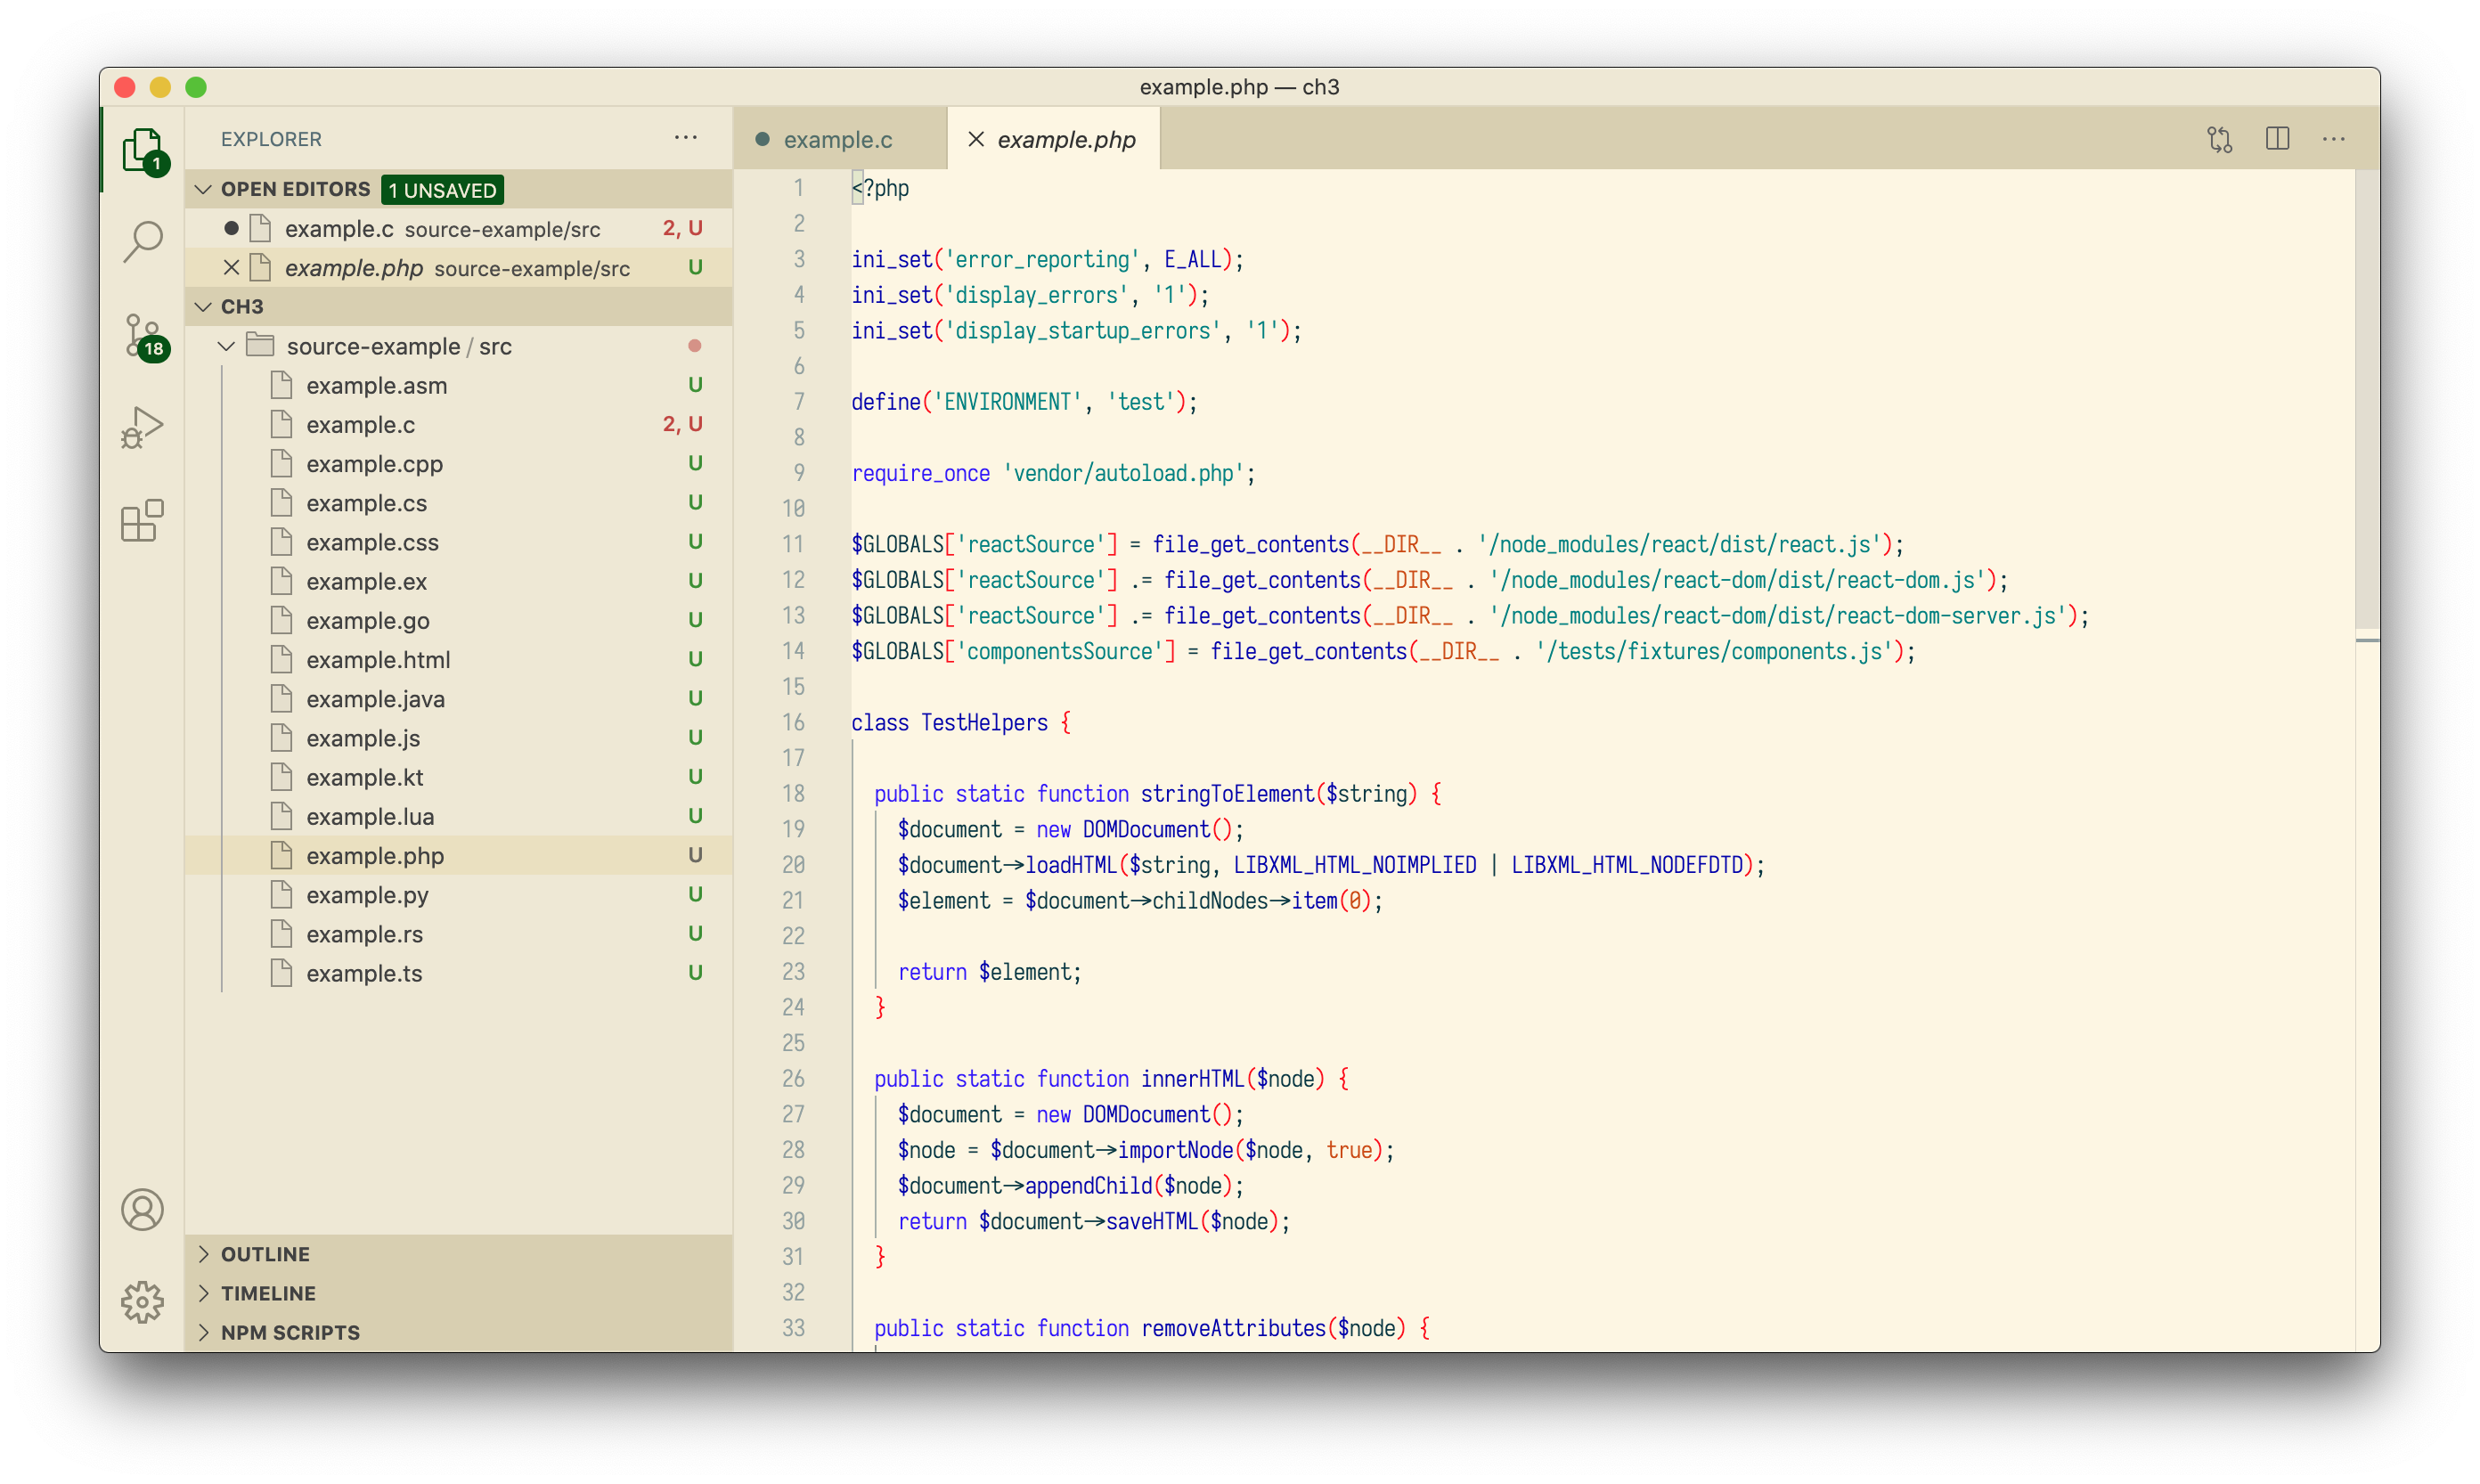 example.php — ch3
1
18
EXPLORER
OPEN EDITORS 1 UNSAVED
example.c source-example/src 2, U
example.php source-example/src U
CH3
source-example / src
example.asm U
example.c 2, U
example.cpp U
example.cs U
example.css U
example.ex U
example.go U
example.html U
example.java U
example.js U
example.kt U
example.lua U
example.php U
example.py U
example.rs U
example.ts U
OUTLINE
TIMELINE
NPM SCRIPTS
example.c example.php
1 <?php
2
3 ini_set('error_reporting', E_ALL);
4 ini_set('display_errors', '1');
5 ini_set('display_startup_errors', '1');
6
7 define('ENVIRONMENT', 'test');
8
9 require_once 'vendor/autoload.php';
10
11 $GLOBALS['reactSource'] = file_get_contents(__DIR__ . '/node_modules/react/dist/react.js');
12 $GLOBALS['reactSource'] .= file_get_contents(__DIR__ . '/node_modules/react-dom/dist/react-dom.js');
13 $GLOBALS['reactSource'] .= file_get_contents(__DIR__ . '/node_modules/react-dom/dist/react-dom-server.js');
14 $GLOBALS['componentsSource'] = file_get_contents(__DIR__ . '/tests/fixtures/components.js');
15
16 class TestHelpers {
17
18 public static function stringToElement($string) {
19 $document = new DOMDocument();
20 $document->loadHTML($string, LIBXML_HTML_NOIMPLIED | LIBXML_HTML_NODEFDTD);
21 $element = $document->childNodes->item(0);
22
23 return $element;
24 }
25
26 public static function innerHTML($node) {
27 $document = new DOMDocument();
28 $node = $document->importNode($node, true);
29 $document->appendChild($node);
30 return $document->saveHTML($node);
31 }
32
33 public static function removeAttributes($node) {